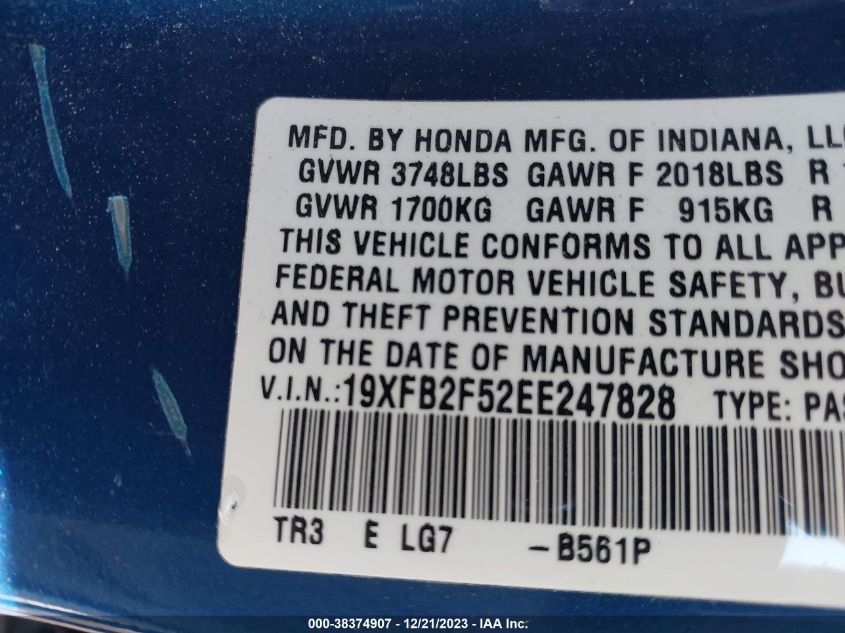 MFD. BY HONDA MFG. OF INDIANA, LLC
GVWR 3748LBS GAWR F 2018LBS R
GVWR 1700KG GAWR F 915KG R
THIS VEHICLE CONFORMS TO ALL APP
FEDERAL MOTOR VEHICLE SAFETY, BU
AND THEFT PREVENTION STANDARDS
ON THE DATE OF MANUFACTURE SHO
V.I.N.:19XFB2F52EE247828 TYPE: PAS
TR3 E LG7 -B561P
000-38374907 - 12/21/2023 - IAA Inc.